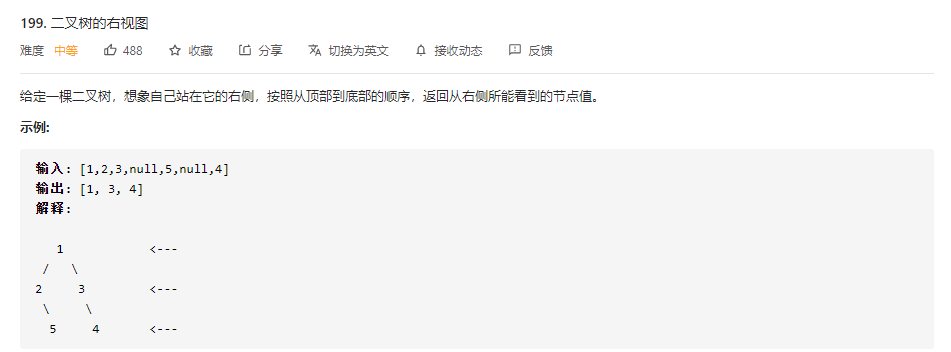 199. 二叉树的右视图
难度 中等 488 收藏 分享 切换为英文 接收动态 反馈
给定一棵二叉树，想象自己站在它的右侧，按照从顶部到底部的顺序，返回从右侧所能看到的节点值。
示例:
输入: [1,2,3,null,5,null,4]
输出: [1, 3, 4]
解释:
   1            <---
 /   \
2     3         <---
 \     \
  5     4       <---